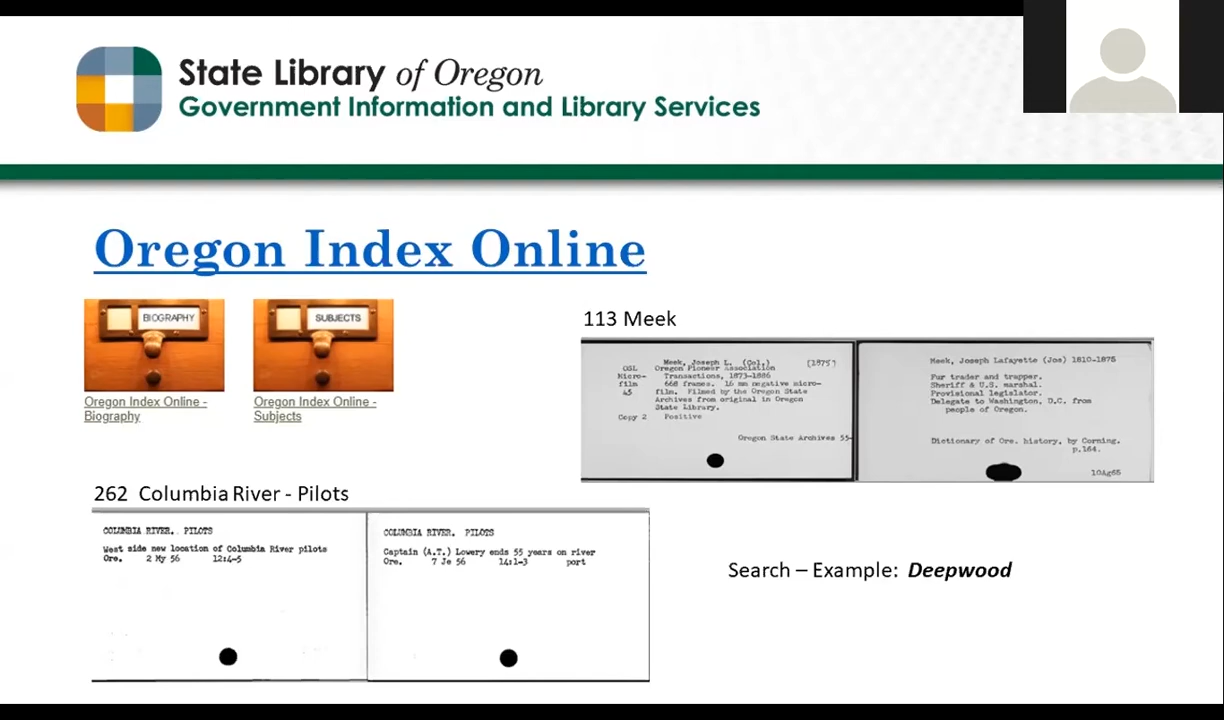 State Library of Oregon
Government Information and Library Services
Oregon Index Online
BIOGRAPHY
SUBJECTS
Oregon Index Online -
Biography
Oregon Index Online -
Subjects
113 Meek
Meek, Joseph L. (Col.) (1875)
OSL Oregon Pioneer association
Micro- Transactions, 1873-1886
film 668 frames. 16 mm negative micro-
45 film. Filmed by the Oregon State
Archives from original in Oregon
State Library.
Copy 2 Positive
Oregon State Archives 55-
Meek, Joseph Lafayette (Joe) 1810-1875
Fur trader and trapper.
Sheriff & U.S. marshal.
Provisional legislator.
Delegate to Washington, D.C. from
people of Oregon.
Dictionary of Ore. history, by Corning.
p.164.
10Ag65
262 Columbia River - Pilots
COLUMBIA RIVER. PILOTS
West side new location of Columbia River pilots
Ore. 2 My 56 12:4-5
COLUMBIA RIVER. PILOTS
Captain (A.T.) Lowery ends 55 years on river
Ore. 7 Je 56 14:1-3 port
Search – Example: Deepwood